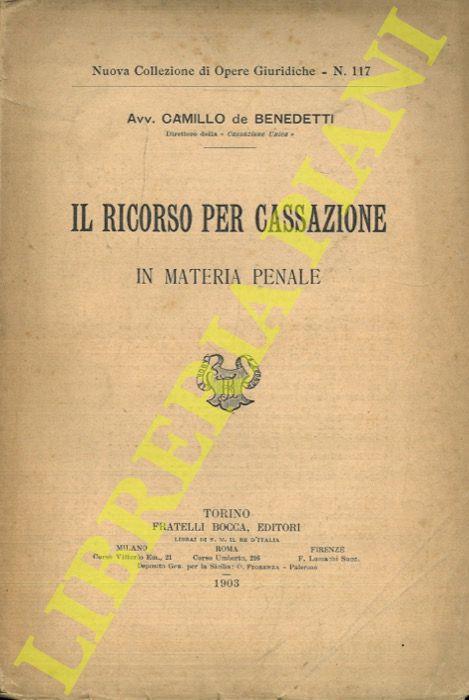 Nuova Collezione di Opere Giuridiche - N. 117
Avv. CAMILLO de BENEDETTI
Direttore della « Cassazione Unica »
IL RICORSO PER CASSAZIONE
IN MATERIA PENALE
TORINO
FRATELLI BOCCA, EDITORI
LIBRAI DI S. M. IL RE D'ITALIA
MILANO ROMA FIRENZE
Corso Vittorio Em., 21 Corso Umberto, 216 F. Lumachi Succ.
Deposito Gen. per la Sicilia: O. FIORENZA - Palermo
1903
LIBRERIA PIANI